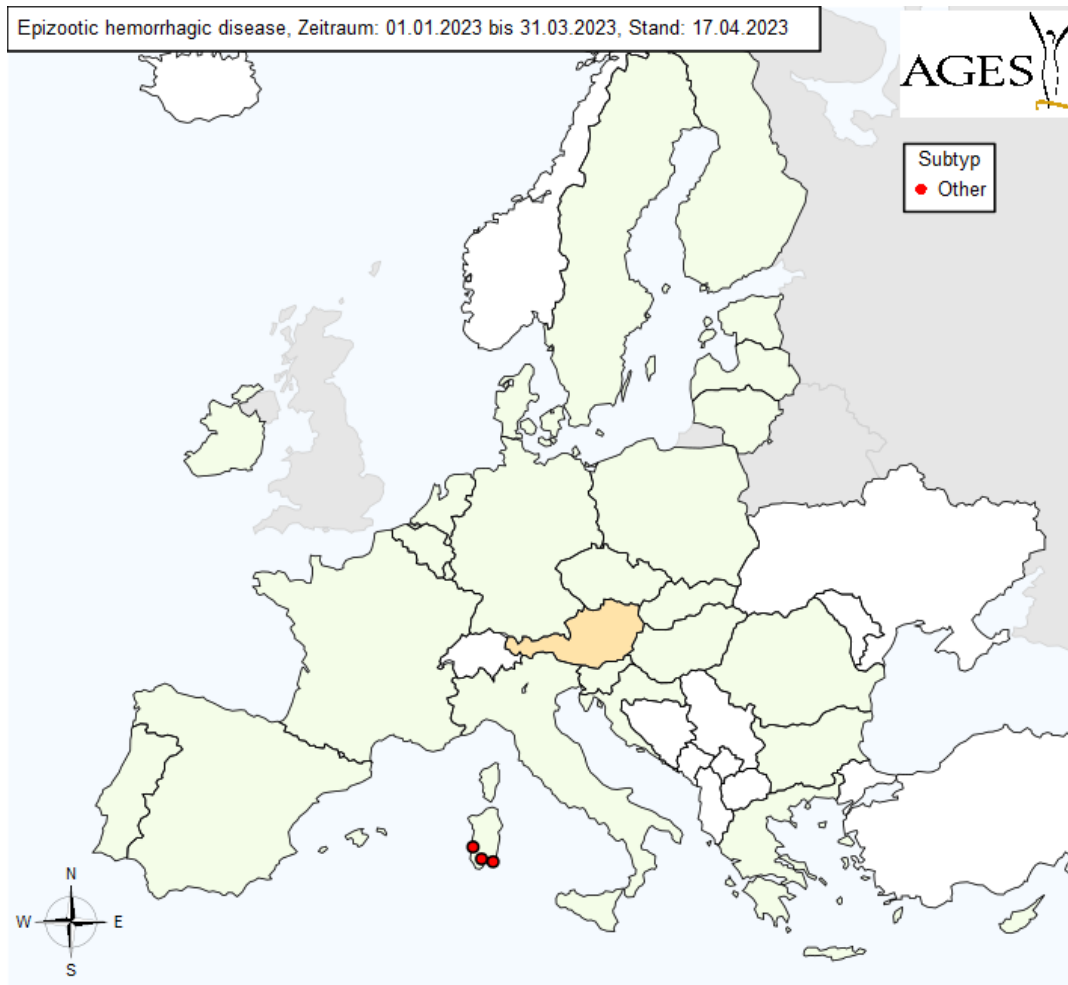 Epizootic hemorrhagic disease, Zeitraum: 01.01.2023 bis 31.03.2023, Stand: 17.04.2023
AGES
Subtyp
Other
N
W E
S